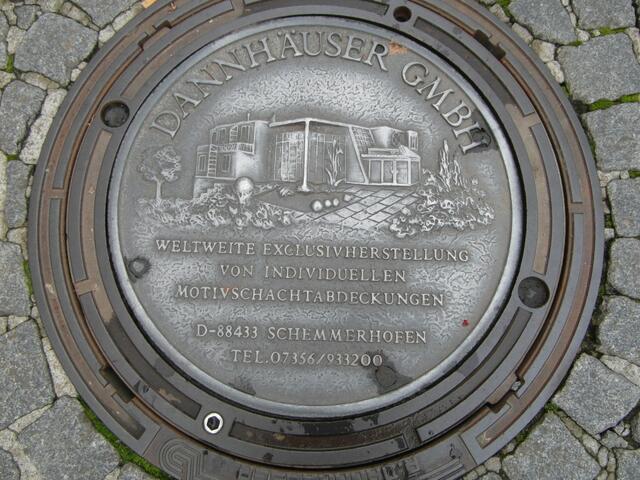 DANNHÄUSER GMBH
WELTWEITE EXCLUSIVHERSTELLUNG
VON INDIVIDUELLEN
MOTIVSCHACHTABDECKUNGEN
D-88433 SCHEMMERHOFEN
TEL.07356/933200